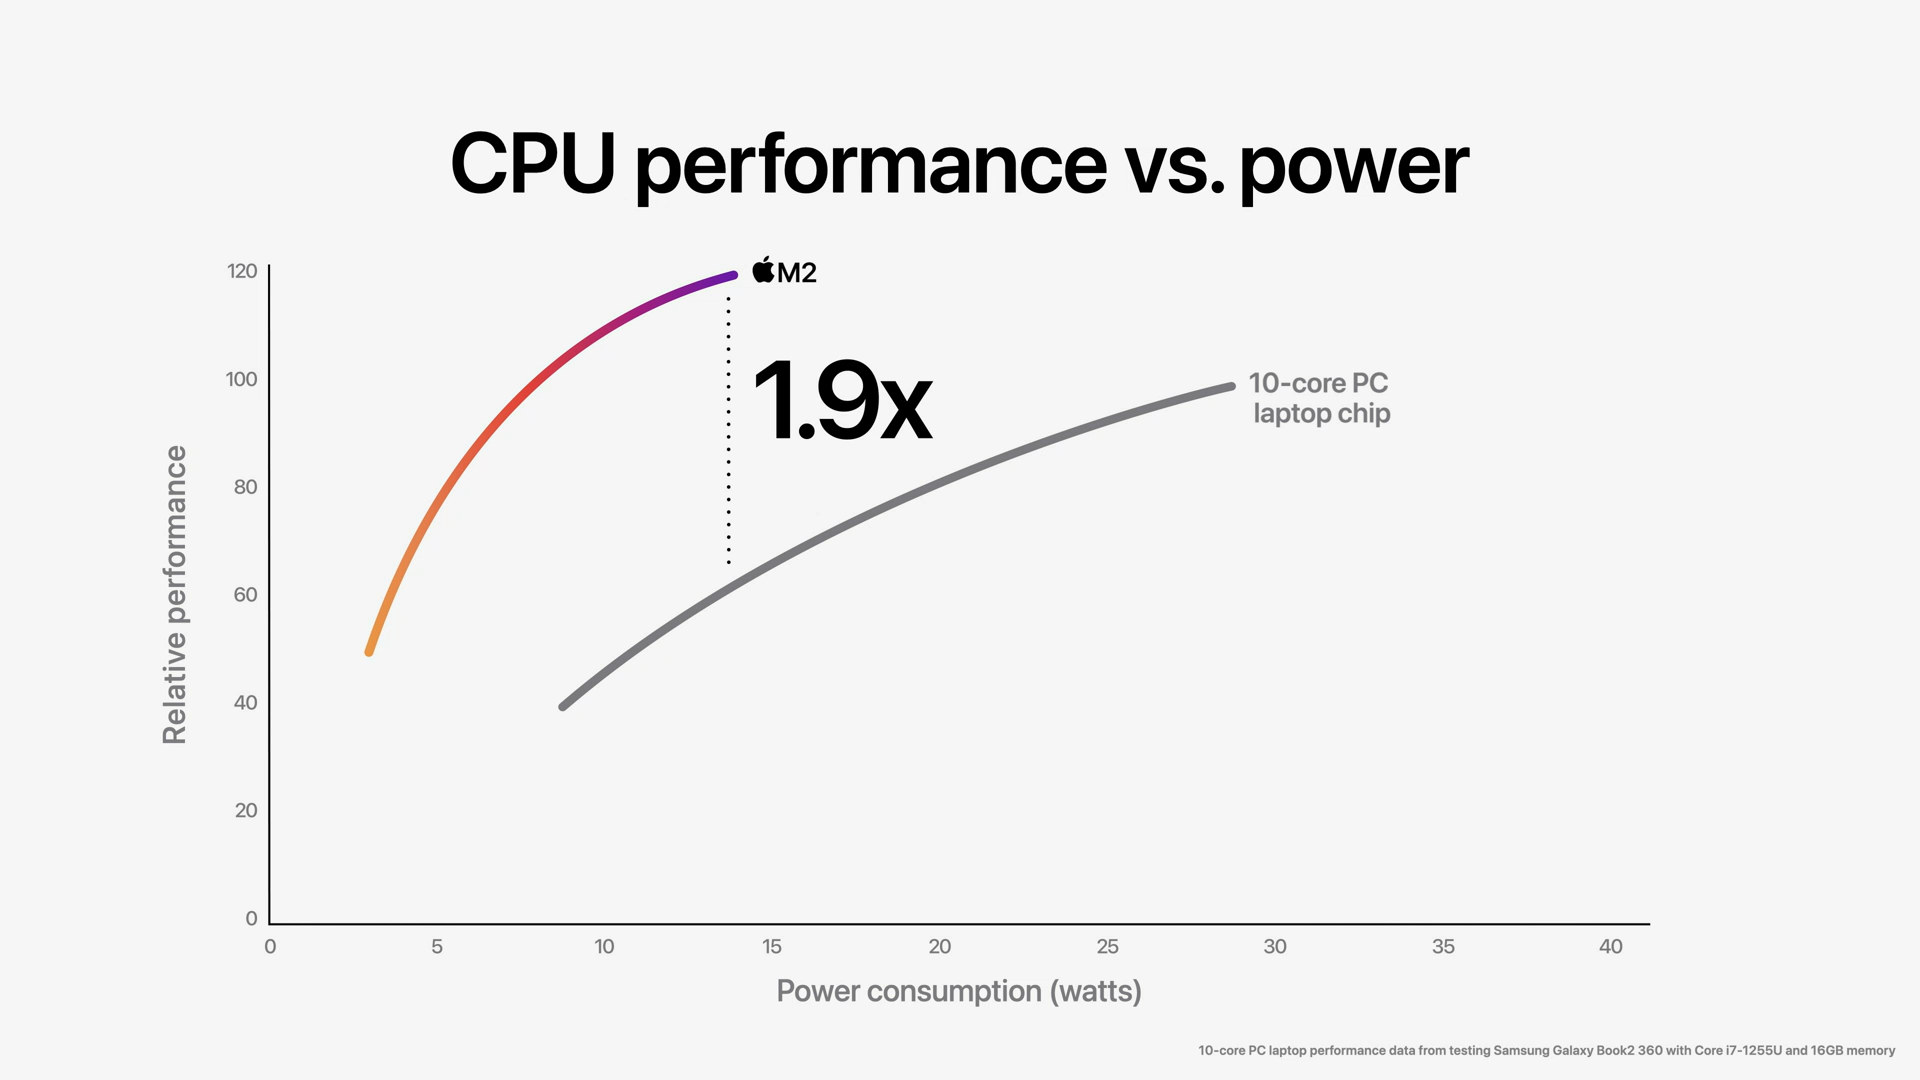 CPU performance vs. power
M2
1.9x
10-core PC
laptop chip
Relative performance
120
100
80
60
40
20
0
0 5 10 15 20 25 30 35 40
Power consumption (watts)
10-core PC laptop performance data from testing Samsung Galaxy Book2 360 with Core i7-1255U and 16GB memory